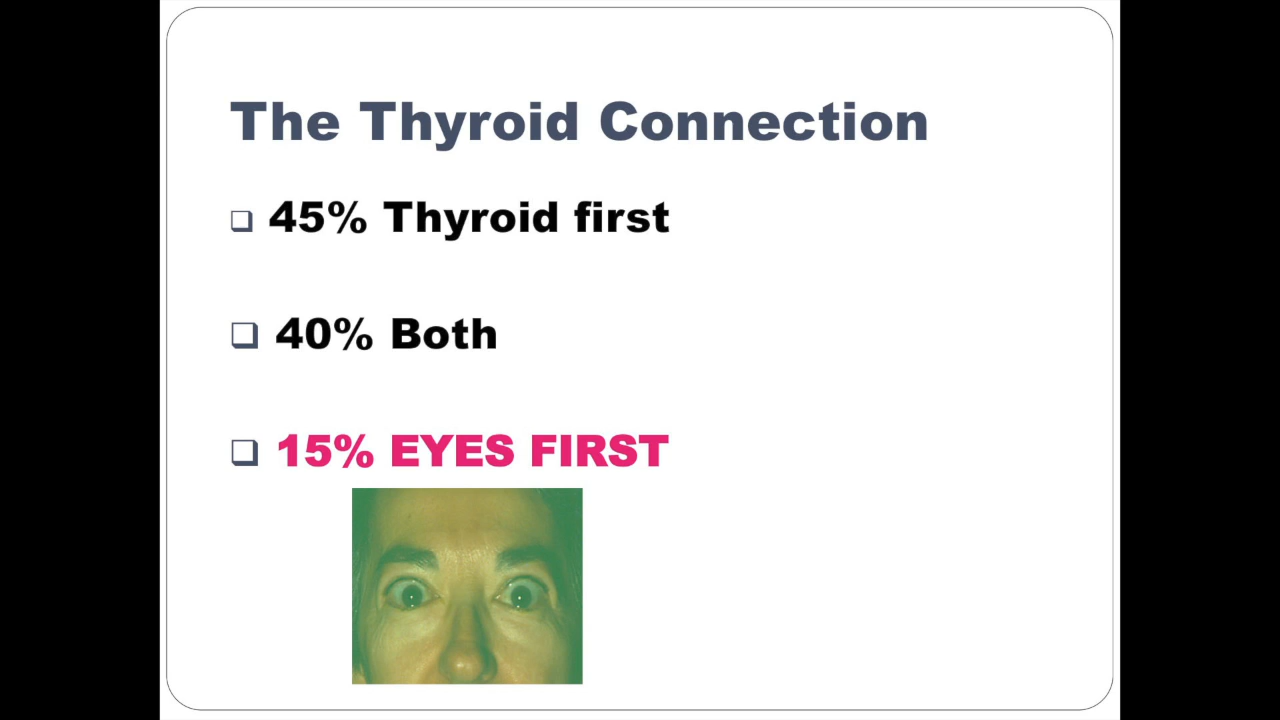 The Thyroid Connection
45% Thyroid first
40% Both
15% EYES FIRST